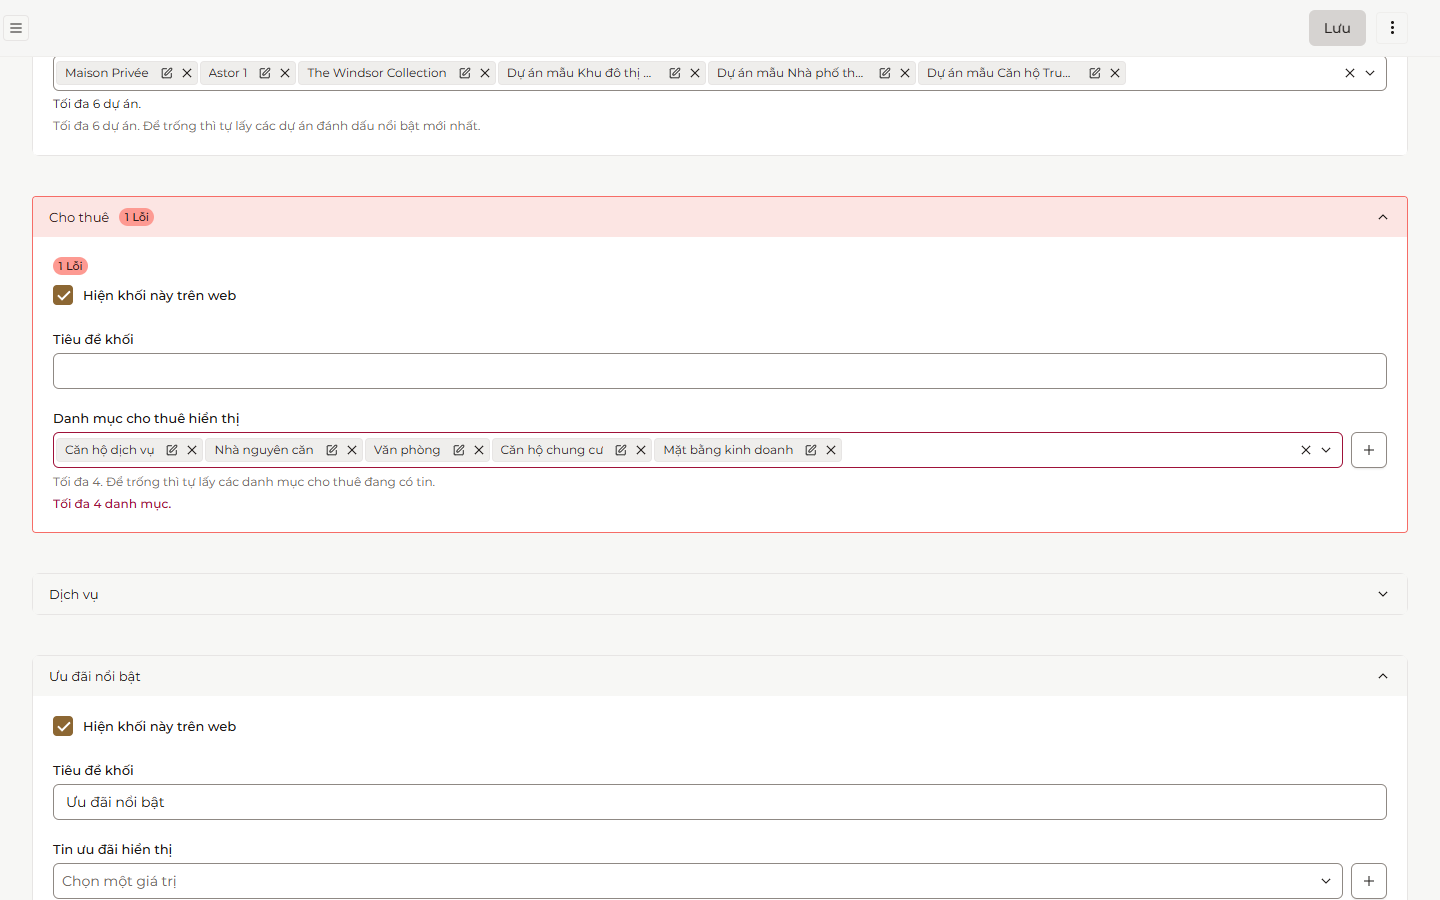 Lưu
Maison Privée Astor 1 The Windsor Collection Dự án mẫu Khu đô thị ... Dự án mẫu Nhà phố th... Dự án mẫu Căn hộ Tru...
Tối đa 6 dự án.
Tối đa 6 dự án. Để trống thì tự lấy các dự án đánh dấu nổi bật mới nhất.
Cho thuê 1 Lỗi
1 Lỗi
Hiện khối này trên web
Tiêu đề khối
Danh mục cho thuê hiển thị
Căn hộ dịch vụ Nhà nguyên căn Văn phòng Căn hộ chung cư Mặt bằng kinh doanh
Tối đa 4. Để trống thì tự lấy các danh mục cho thuê đang có tin.
Tối đa 4 danh mục.
Dịch vụ
Ưu đãi nổi bật
Hiện khối này trên web
Tiêu đề khối
Ưu đãi nổi bật
Tin ưu đãi hiển thị
Chọn một giá trị